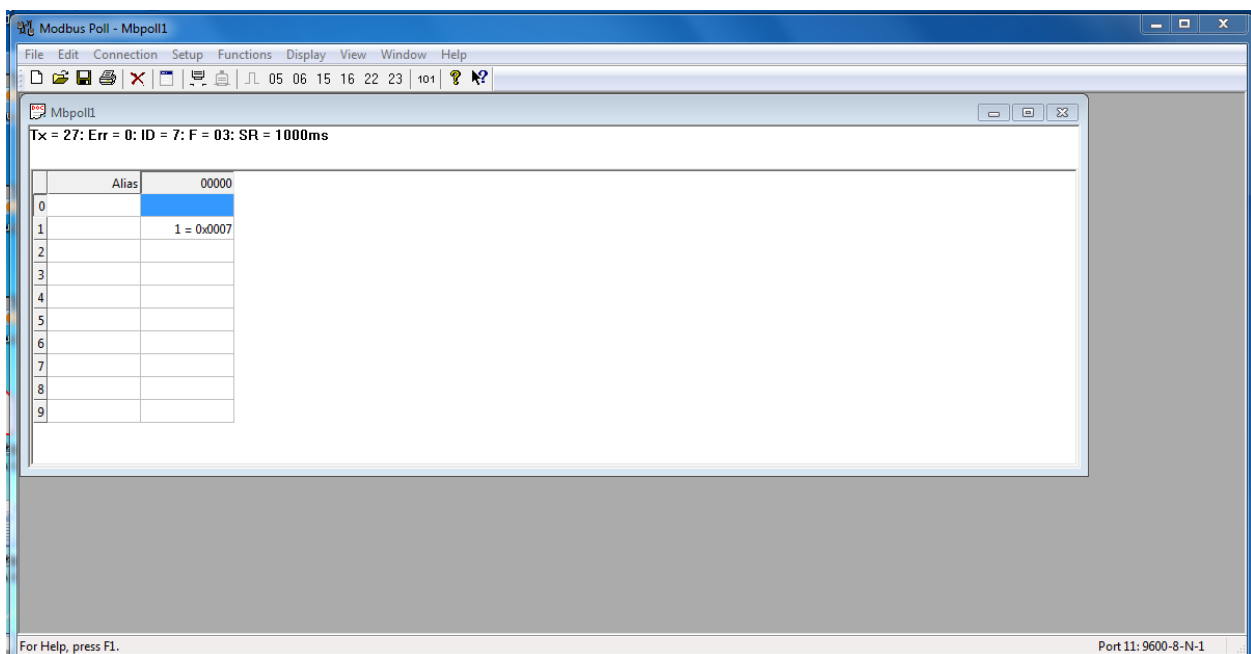 Modbus Poll - Mbpoll1
File Edit Connection Setup Functions Display View Window Help
05 06 15 16 22 23 101
Mbpoll1
Tx = 27: Err = 0: ID = 7: F = 03: SR = 1000ms
Alias 00000
0
1 1 = 0x0007
2
3
4
5
6
7
8
9
For Help, press F1. Port 11: 9600-8-N-1